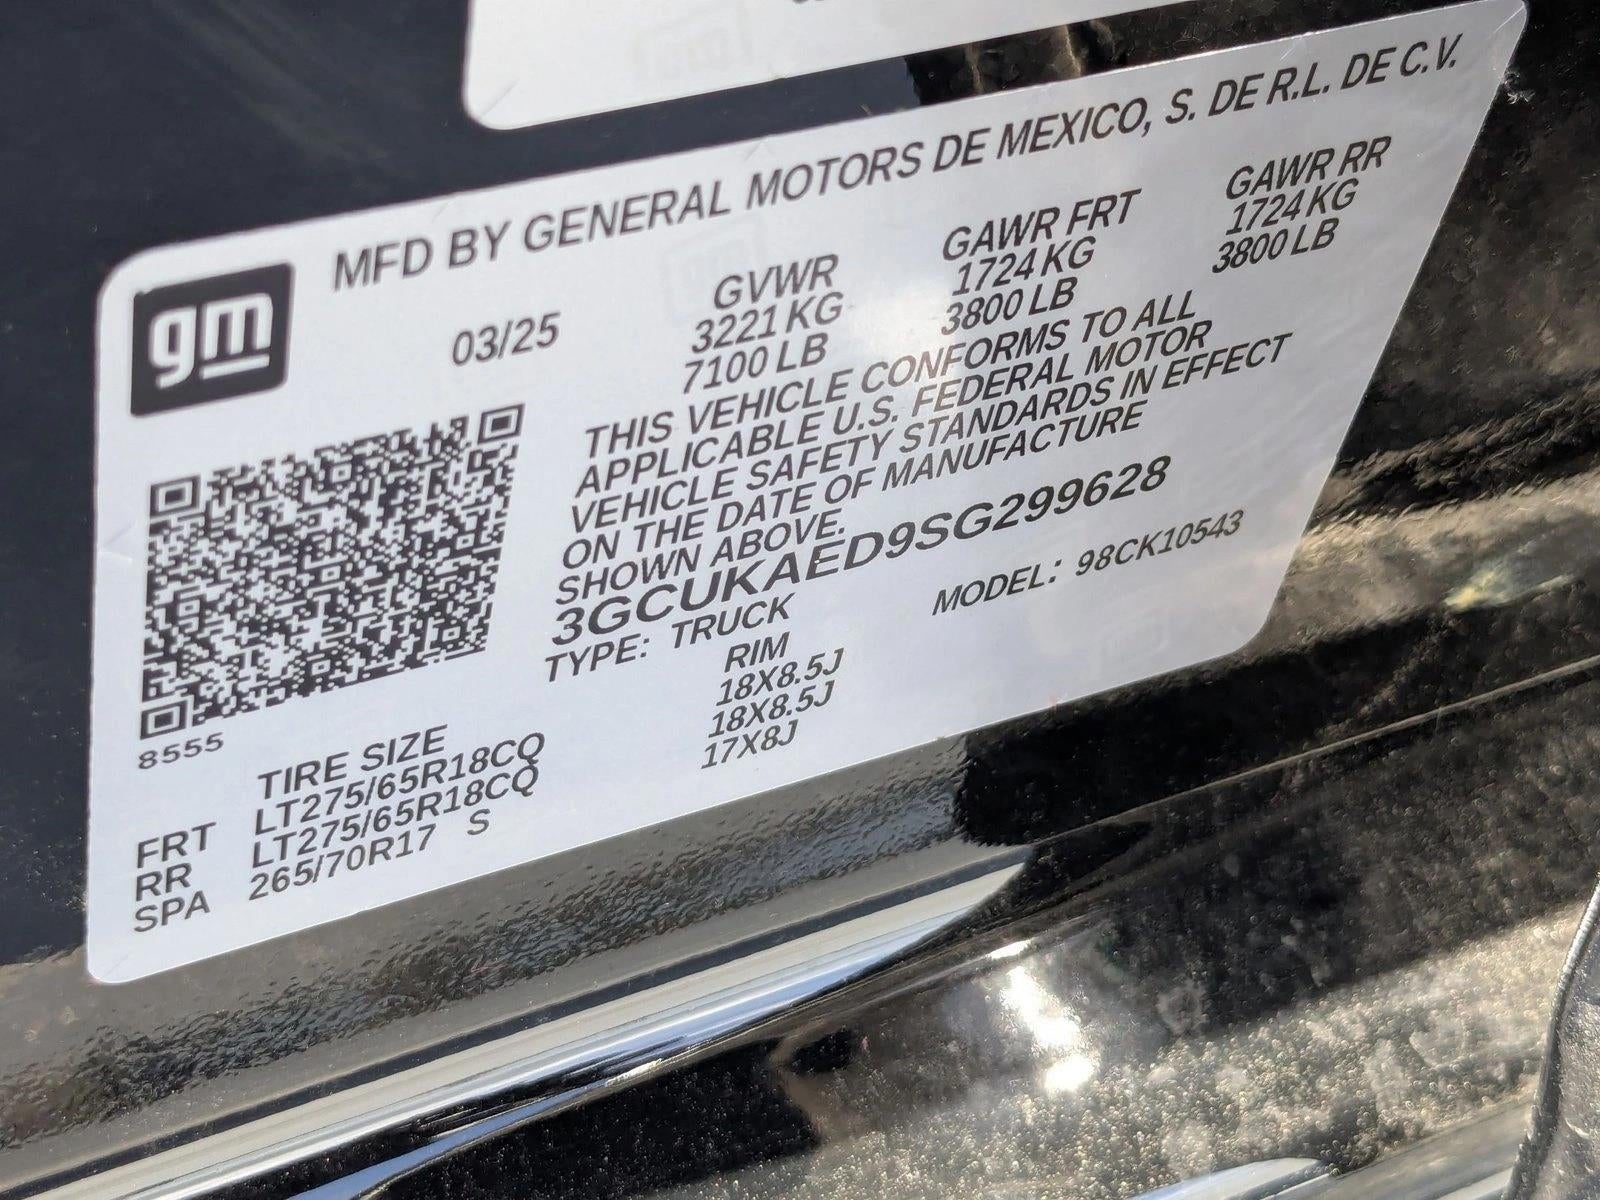 MFD BY GENERAL MOTORS DE MEXICO, S. DE R.L. DE C.V.
gm
03/25
GVWR GAWR FRT GAWR RR
3221 KG 1724 KG 1724 KG
7100 LB 3800 LB 3800 LB
THIS VEHICLE CONFORMS TO ALL
APPLICABLE U.S. FEDERAL MOTOR
VEHICLE SAFETY STANDARDS IN EFFECT
ON THE DATE OF MANUFACTURE
SHOWN ABOVE.
3GCUKAED9SG299628
TYPE: TRUCK MODEL: 98CK10543
8555
TIRE SIZE RIM
FRT LT275/65R18CQ 18X8.5J
RR LT275/65R18CQ 18X8.5J
SPA 265/70R17 S 17X8J